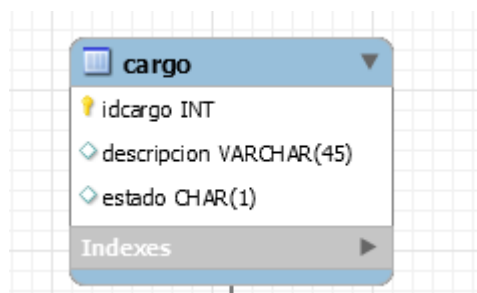 cargo
idcargo INT
descripcion VARCHAR(45)
estado CHAR(1)
Indexes